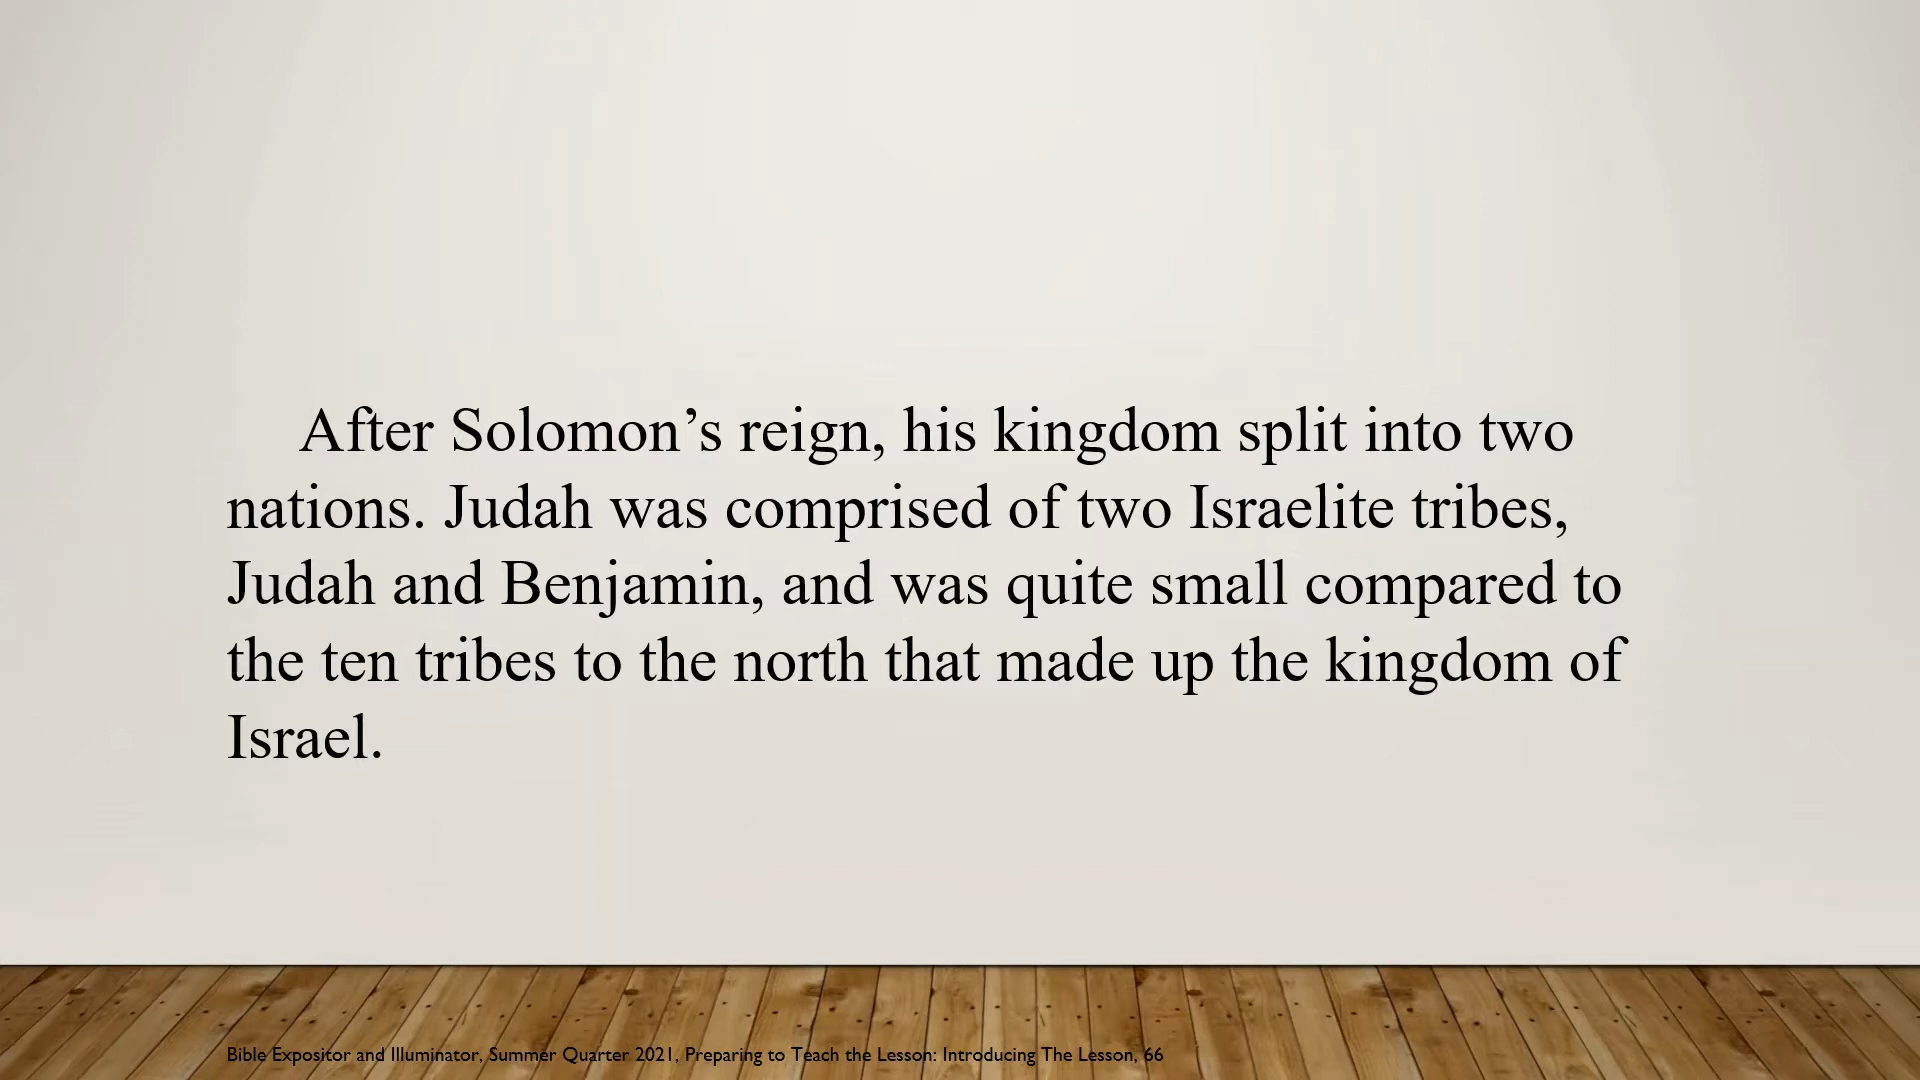 After Solomon’s reign, his kingdom split into two
nations. Judah was comprised of two Israelite tribes,
Judah and Benjamin, and was quite small compared to
the ten tribes to the north that made up the kingdom of
Israel.
Bible Expositor and Illuminator, Summer Quarter 2021, Preparing to Teach the Lesson: Introducing The Lesson, 66